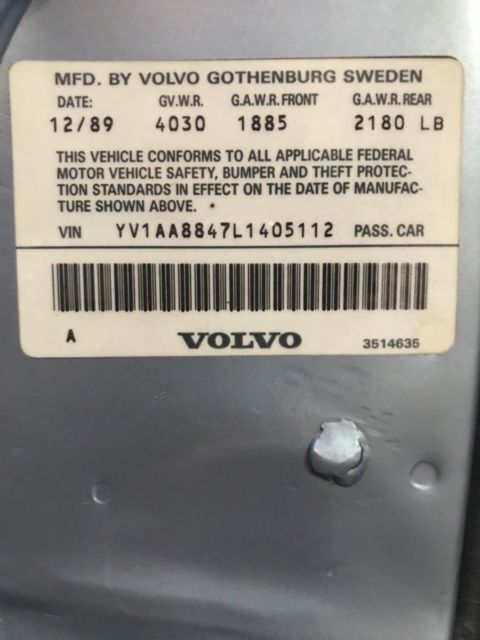 MFD. BY VOLVO GOTHENBURG SWEDEN
DATE: G.V.W.R. G.A.W.R. FRONT G.A.W.R. REAR
12/89 4030 1885 2180 LB
THIS VEHICLE CONFORMS TO ALL APPLICABLE FEDERAL
MOTOR VEHICLE SAFETY, BUMPER AND THEFT PROTEC-
TION STANDARDS IN EFFECT ON THE DATE OF MANUFAC-
TURE SHOWN ABOVE.
VIN YV1AA8847L1405112 PASS. CAR
A VOLVO 3514635